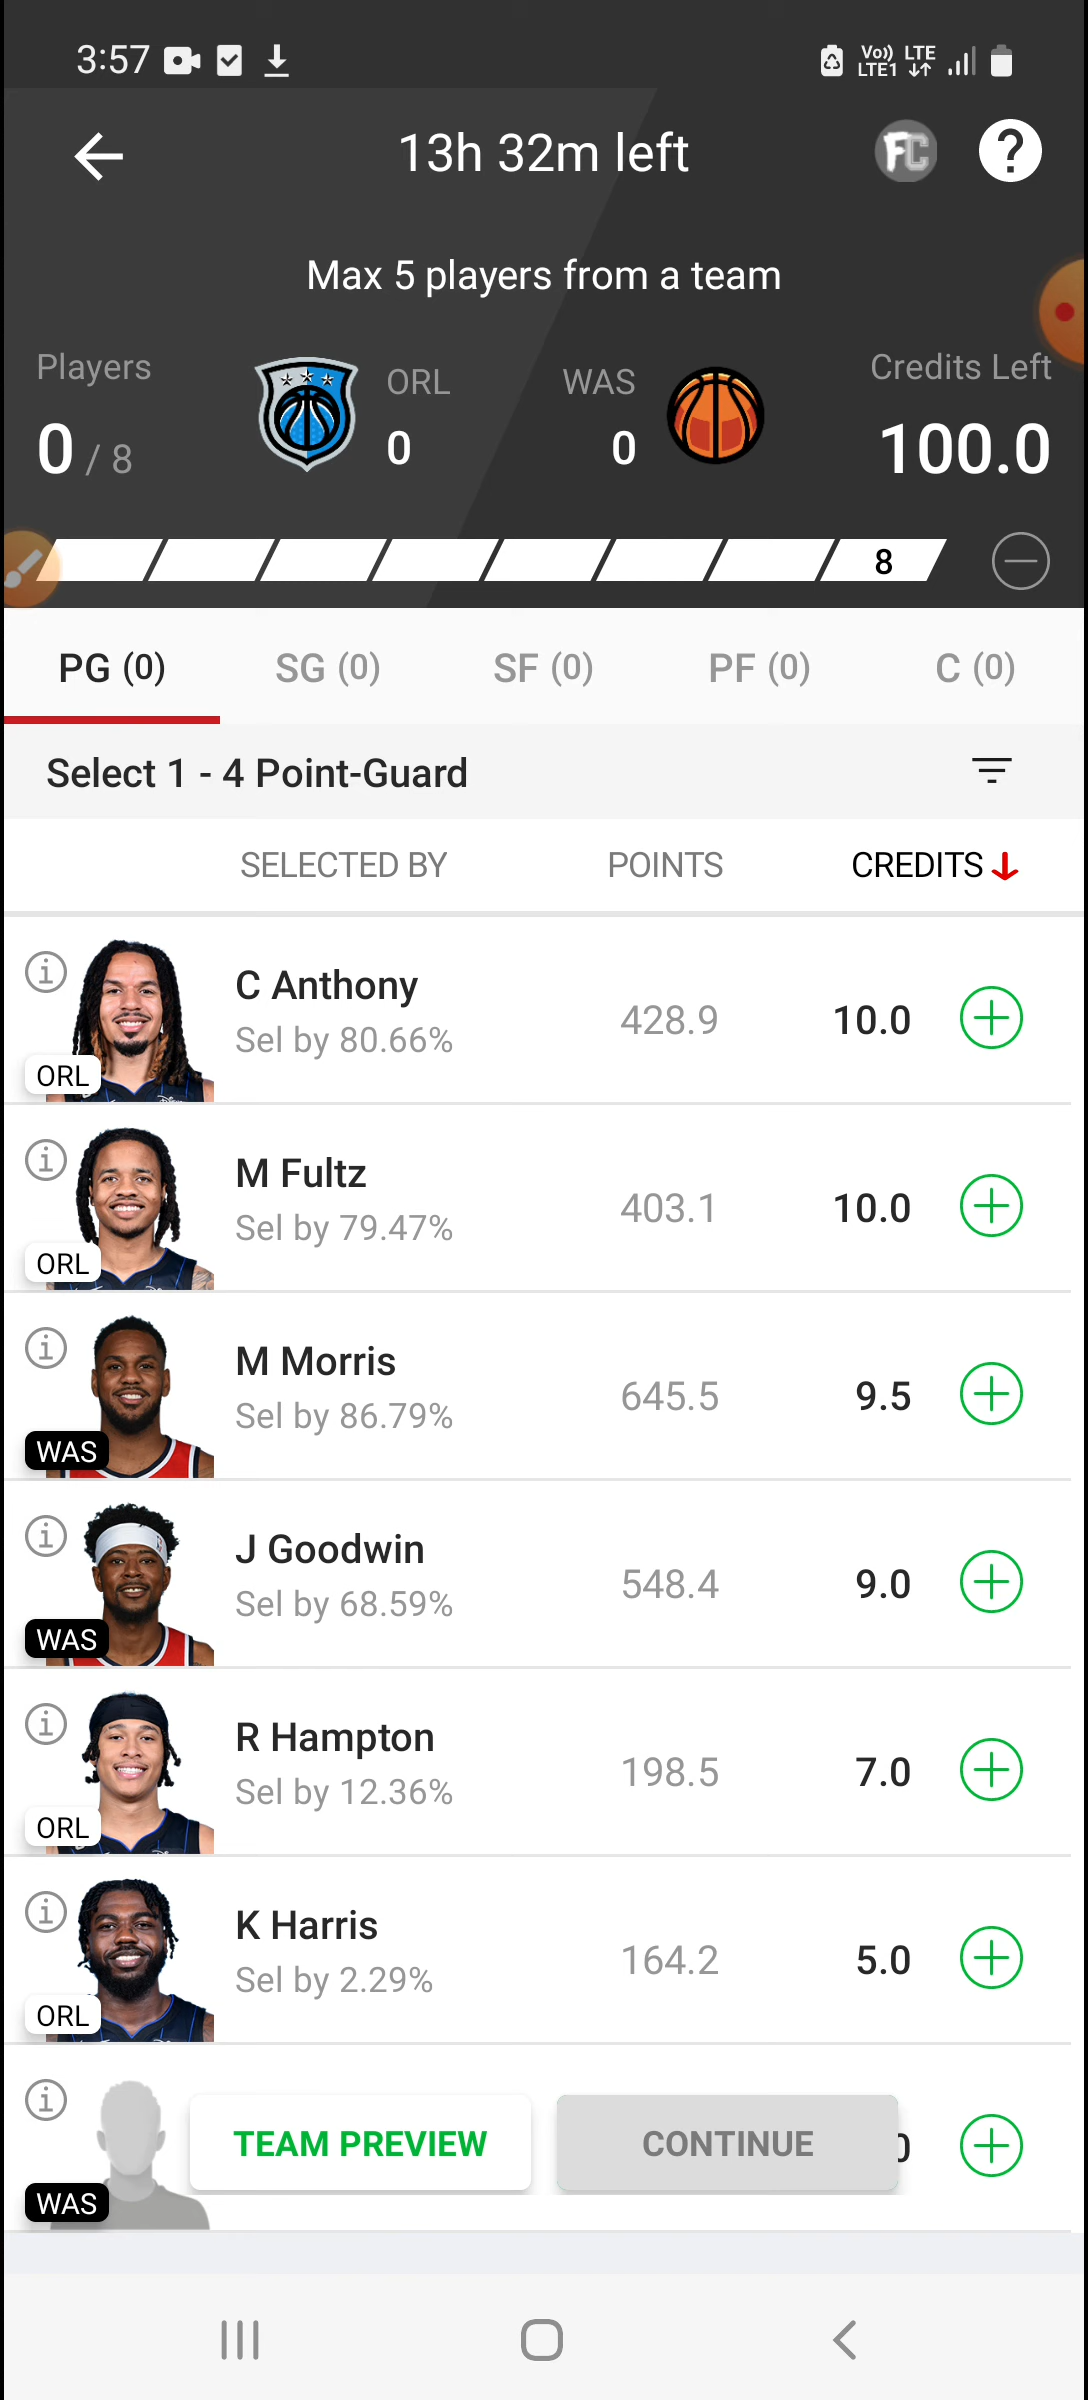 3:57
Vo)) LTE1 LTE
13h 32m left
FC ?
Max 5 players from a team
Players ORL WAS Credits Left
0 / 8 0 0 100.0
8
PG (0) SG (0) SF (0) PF (0) C (0)
Select 1 - 4 Point-Guard
SELECTED BY POINTS CREDITS
C Anthony
Sel by 80.66% 428.9 10.0
ORL
M Fultz
Sel by 79.47% 403.1 10.0
ORL
M Morris
Sel by 86.79% 645.5 9.5
WAS
J Goodwin
Sel by 68.59% 548.4 9.0
WAS
R Hampton
Sel by 12.36% 198.5 7.0
ORL
K Harris
Sel by 2.29% 164.2 5.0
ORL
TEAM PREVIEW CONTINUE
WAS